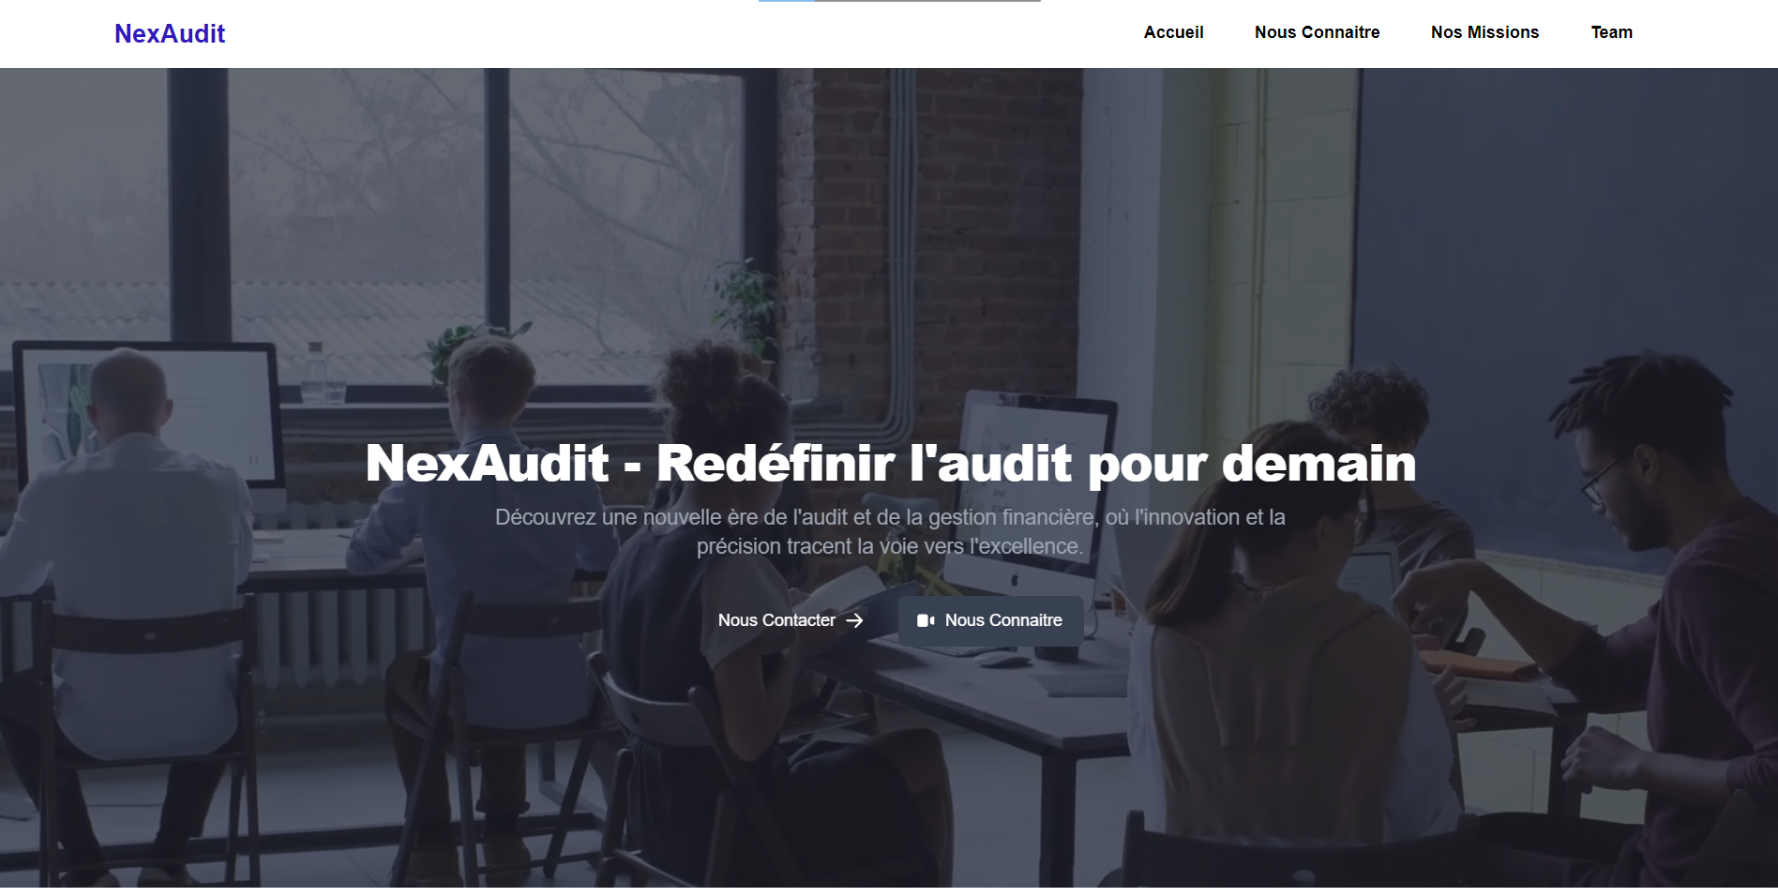 NexAudit
Accueil
Nous Connaitre
Nos Missions
Team
NexAudit - Redéfinir l'audit pour demain
Découvrez une nouvelle ère de l'audit et de la gestion financière, où l'innovation et la
précision tracent la voie vers l'excellence.
Nous Contacter
Nous Connaitre